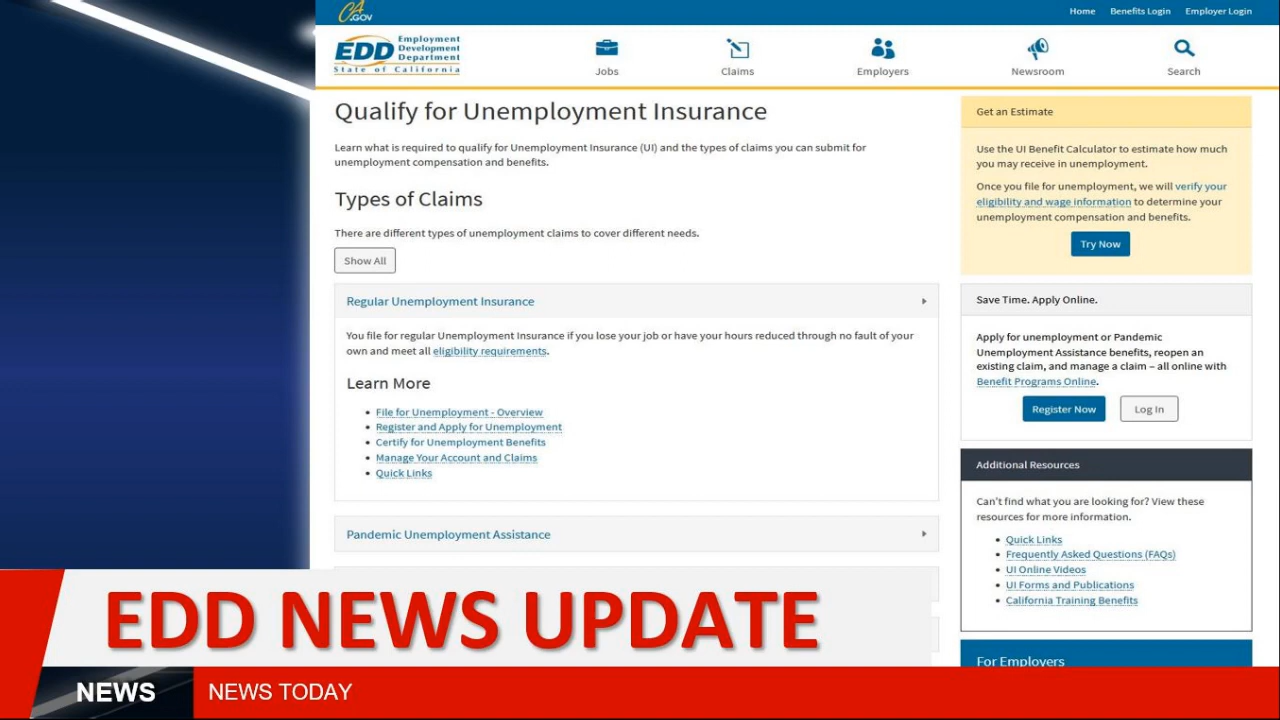 CA.GOV
Home Benefits Login Employer Login
EDD Employment
Development
Department
State of California
Jobs Claims Employers Newsroom Search
Qualify for Unemployment Insurance
Learn what is required to qualify for Unemployment Insurance (UI) and the types of claims you can submit for
unemployment compensation and benefits.
Types of Claims
There are different types of unemployment claims to cover different needs.
Show All
Regular Unemployment Insurance
You file for regular Unemployment Insurance if you lose your job or have your hours reduced through no fault of your
own and meet all eligibility requirements.
Learn More
• File for Unemployment - Overview
• Register and Apply for Unemployment
• Certify for Unemployment Benefits
• Manage Your Account and Claims
• Quick Links
Pandemic Unemployment Assistance
Get an Estimate
Use the UI Benefit Calculator to estimate how much
you may receive in unemployment.
Once you file for unemployment, we will verify your
eligibility and wage information to determine your
unemployment compensation and benefits.
Try Now
Save Time. Apply Online.
Apply for unemployment or Pandemic
Unemployment Assistance benefits, reopen an
existing claim, and manage a claim – all online with
Benefit Programs Online.
Register Now Log In
Additional Resources
Can't find what you are looking for? View these
resources for more information.
• Quick Links
• Frequently Asked Questions (FAQs)
• UI Online Videos
• UI Forms and Publications
• California Training Benefits
For Employers
EDD NEWS UPDATE
NEWS NEWS TODAY